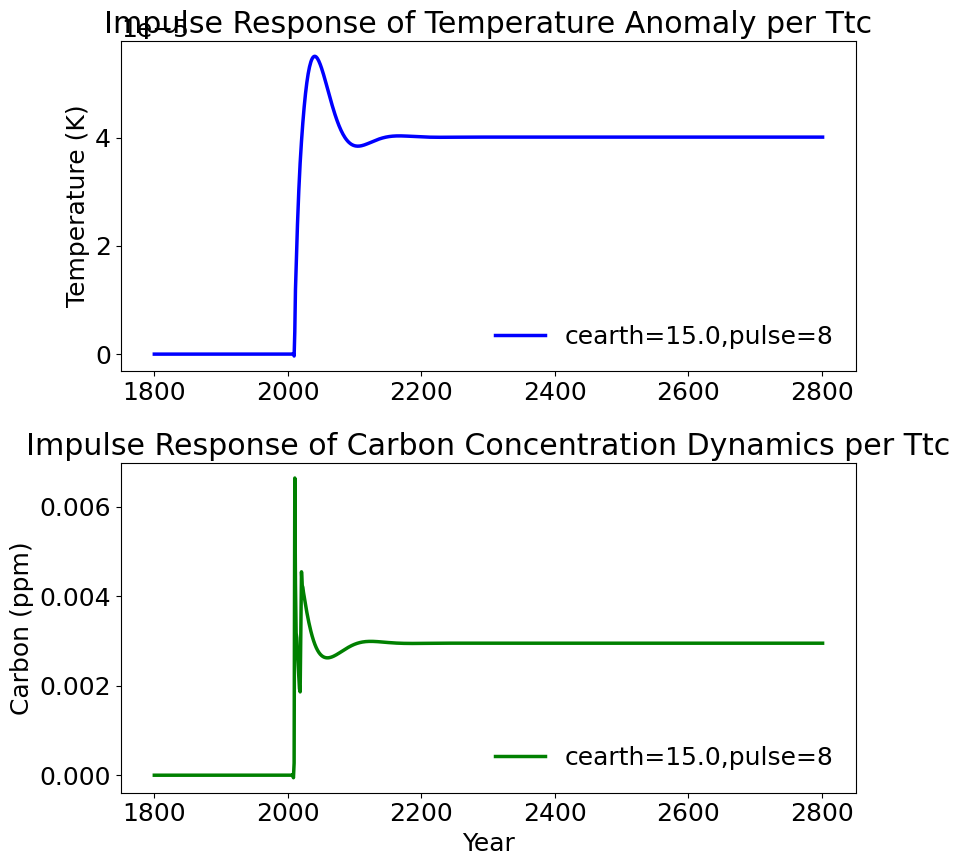 Impulse Response of Temperature Anomaly per Ttc
1e−5
Temperature (K)
4
2
0
cearth=15.0,pulse=8
1800 2000 2200 2400 2600 2800
Impulse Response of Carbon Concentration Dynamics per Ttc
Carbon (ppm)
0.006
0.004
0.002
0.000
cearth=15.0,pulse=8
1800 2000 2200 2400 2600 2800
Year